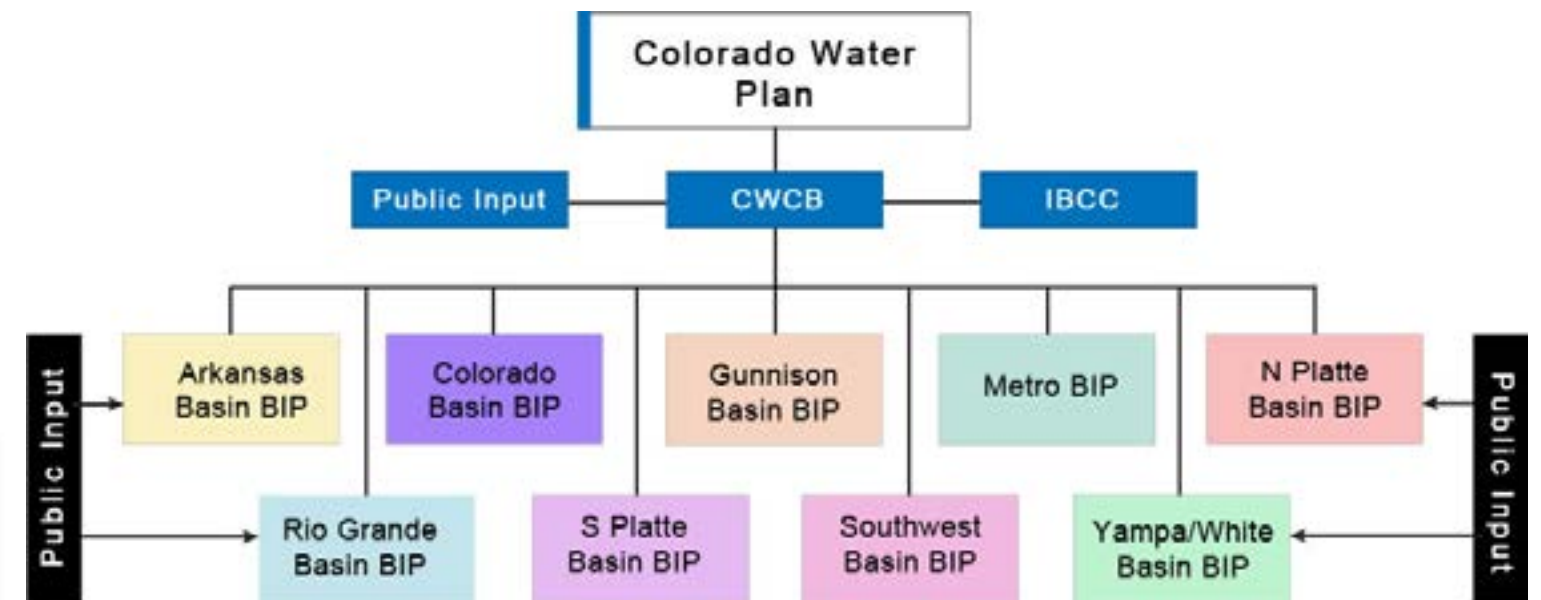 Colorado Water
Plan
Public Input
CWCB
IBCC
Public Input
Arkansas
Basin BIP
Colorado
Basin BIP
Gunnison
Basin BIP
Metro BIP
N Platte
Basin BIP
Public Input
Rio Grande
Basin BIP
S Platte
Basin BIP
Southwest
Basin BIP
Yampa/White
Basin BIP